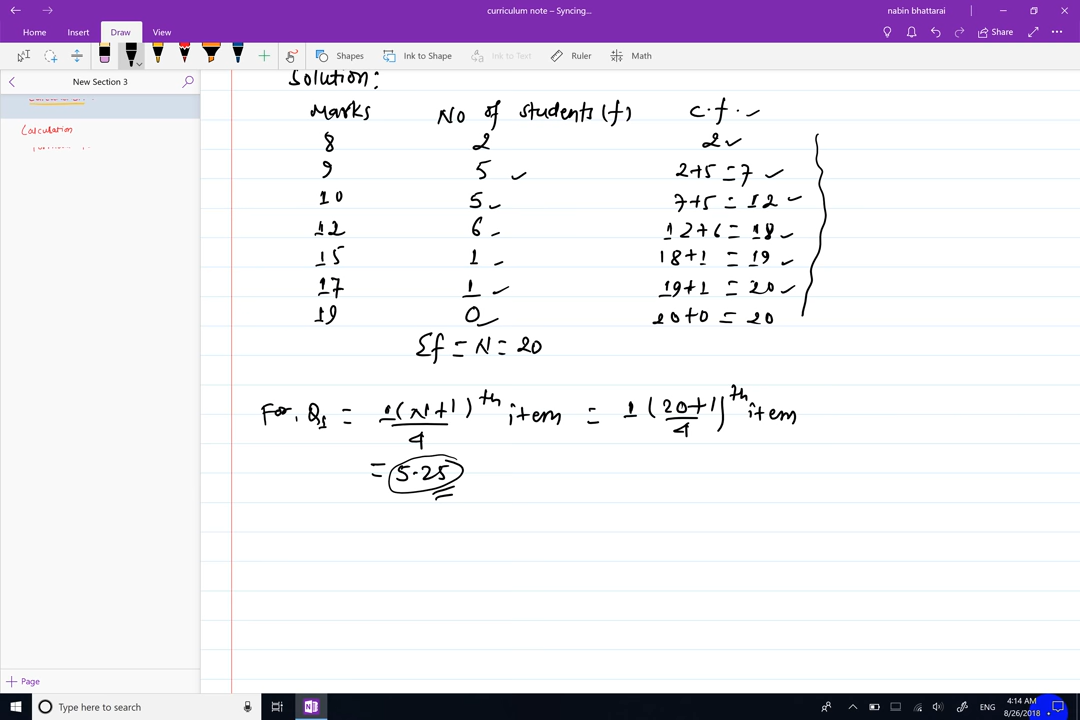 curriculum note – Syncing...
nabin bhattarai
Home Insert Draw View
Share
Shapes Ink to Shape Ink to Text Ruler Math
New Section 3
Calculation
Solution:
Marks No of students (f) c.f.
8 2 2
9 5 2+5 = 7
10 5 7+5 = 12
12 6 12+6 = 18
15 1 18+1 = 19
17 1 19+1 = 20
19 0 20+0 = 20
Σf = N = 20
For, Q1 = 1(N+1)/4 th item = 1(20+1)/4 th item
= 5.25
+ Page
Type here to search
ENG
4:14 AM
8/26/2018